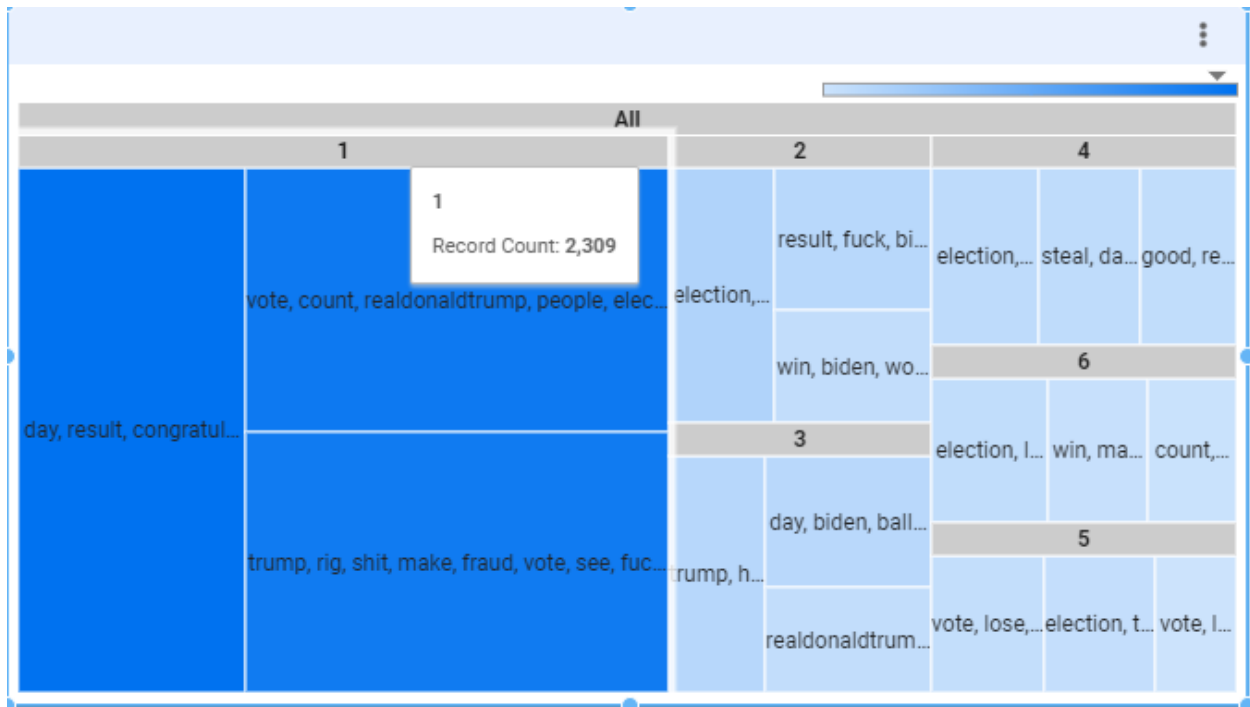 All
1
2
4
1
Record Count: 2,309
day, result, congratul...
vote, count, realdonaldtrump, people, elec...
trump, rig, shit, make, fraud, vote, see, fuc...
election,...
result, fuck, bi...
win, biden, wo...
3
trump, h...
day, biden, ball...
realdonaldtrum...
election,...
steal, da...
good, re...
6
election, l...
win, ma...
count,...
5
vote, lose,...
election, t...
vote, l...